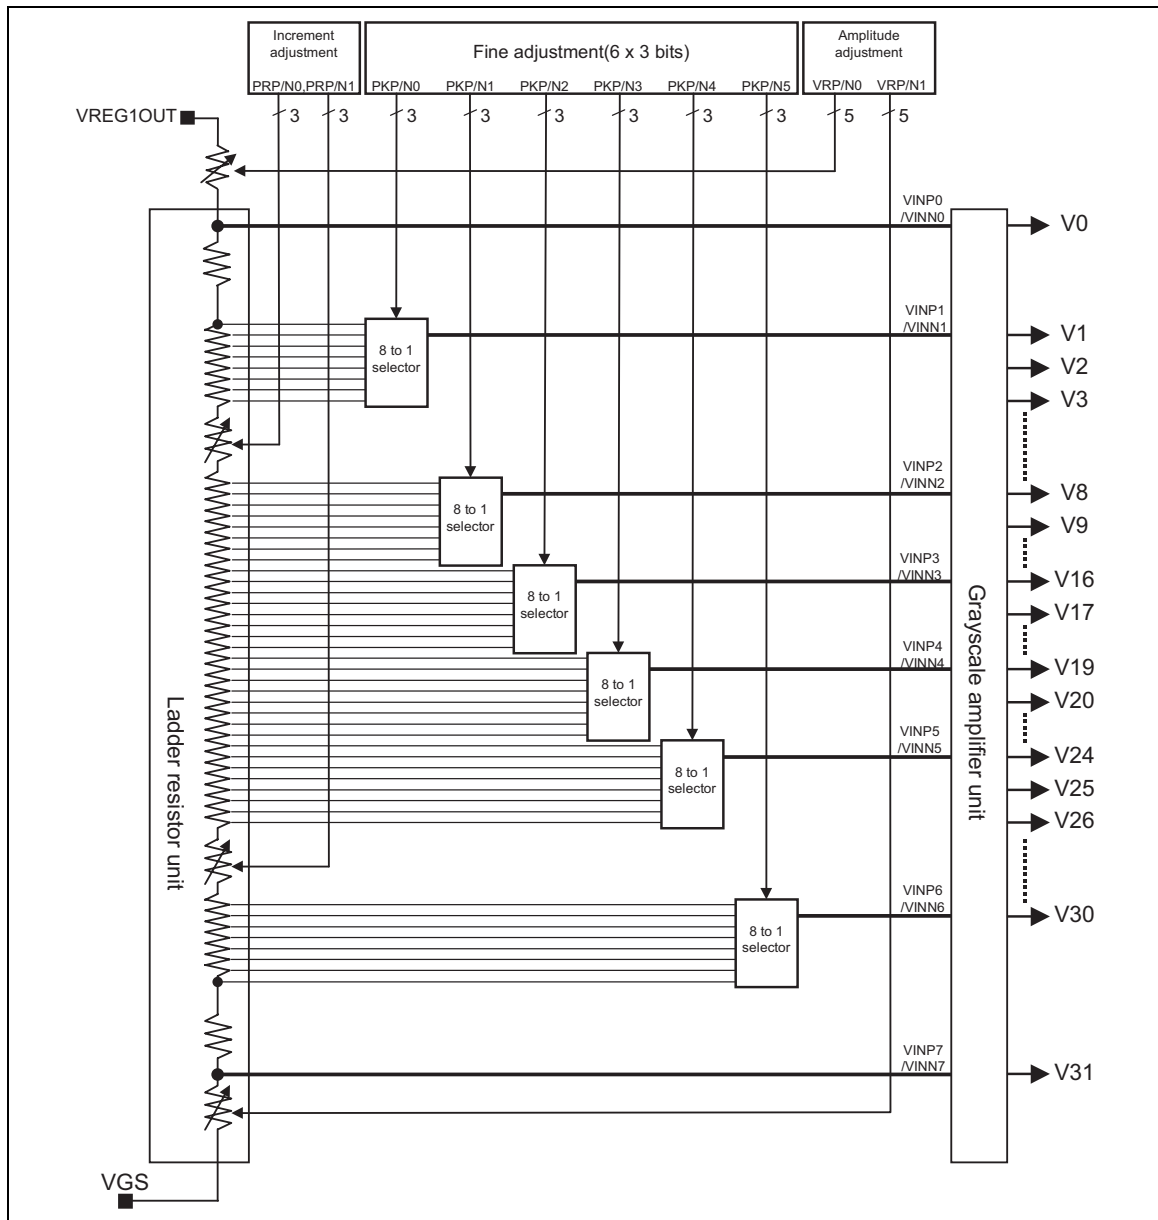 Increment
adjustment
Fine adjustment(6 x 3 bits)
Amplitude
adjustment
PRP/N0,PRP/N1
PKP/N0
PKP/N1
PKP/N2
PKP/N3
PKP/N4
PKP/N5
VRP/N0
VRP/N1
VREG1OUT
3
3
3
3
3
3
3
3
5
5
VINP0
/VINN0
V0
VINP1
/VINN1
V1
8 to 1
selector
V2
V3
VINP2
/VINN2
V8
8 to 1
selector
V9
VINP3
/VINN3
V16
8 to 1
selector
V17
VINP4
/VINN4
V19
8 to 1
selector
V20
VINP5
/VINN5
V24
8 to 1
selector
V25
V26
Ladder resistor unit
Grayscale amplifier unit
VINP6
/VINN6
V30
8 to 1
selector
VINP7
/VINN7
V31
VGS